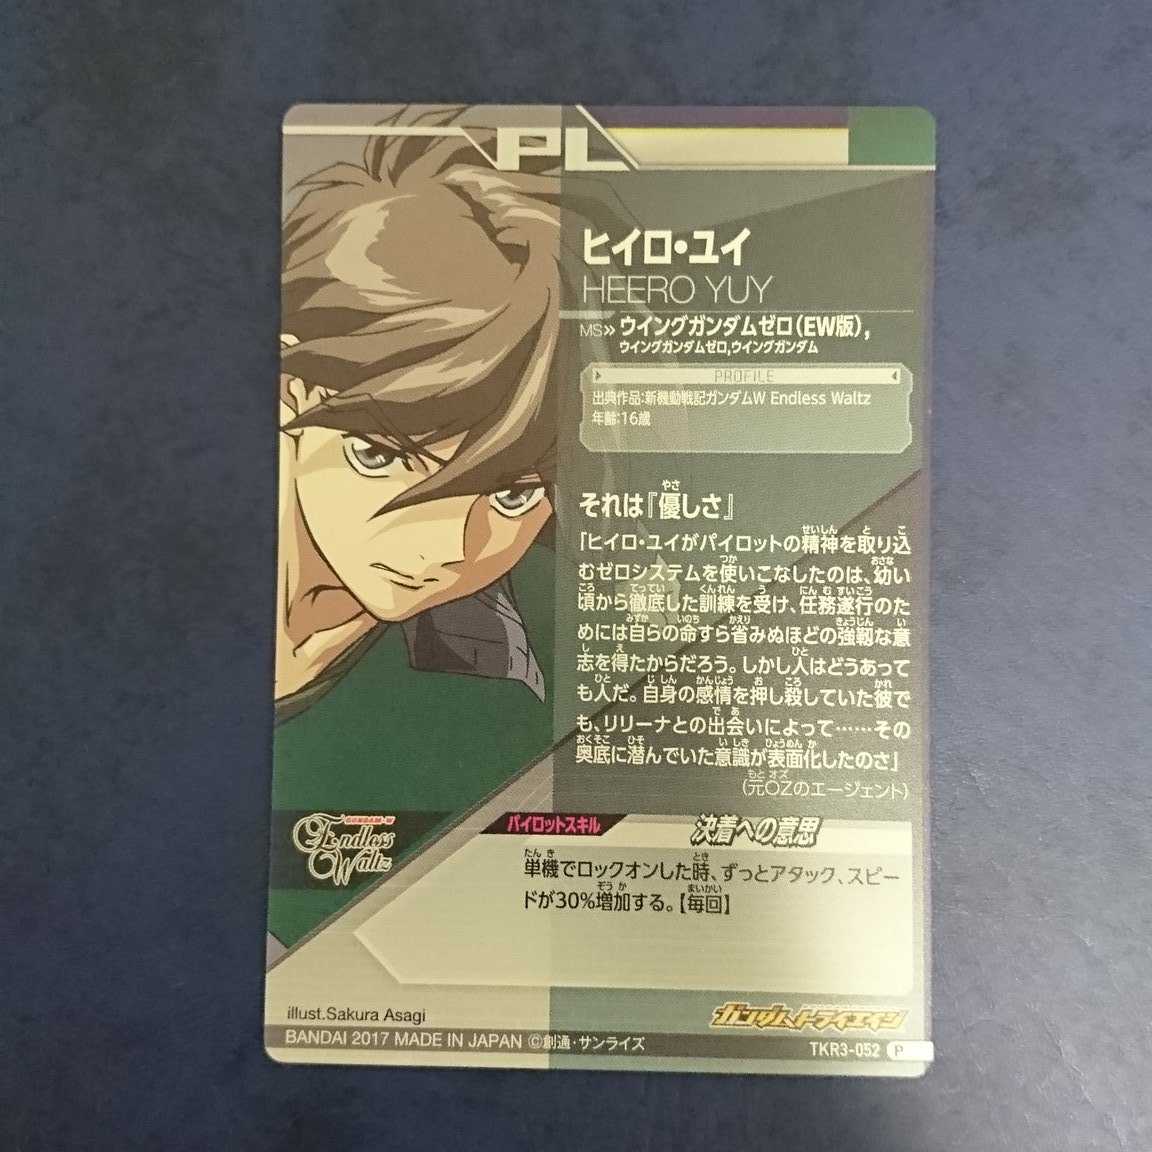 PL
ヒイロ・ユイ
HEERO YUY
MS» ウイングガンダムゼロ(EW版),
ウイングガンダムゼロ,ウイングガンダム
PROFILE
出典作品:新機動戦記ガンダムW Endless Waltz
年齢:16歳
それは『優しさ』
「ヒイロ・ユイがパイロットの精神を取り込
むゼロシステムを使いこなしたのは、幼い
頃から徹底した訓練を受け、任務遂行のた
めには自らの命すら省みぬほどの強靭な意
志を得たからだろう。しかし人はどうあって
も人だ。自身の感情を押し殺していた彼で
も、リリーナとの出会いによって……その
奥底に潜んでいた意識が表面化したのさ」
(元OZのエージェント)
GUNDAM-W
Endless
Waltz
パイロットスキル
決着への意思
単機でロックオンした時、ずっとアタック、スピー
ドが30%増加する。【毎回】
illust.Sakura Asagi
BANDAI 2017 MADE IN JAPAN ©創通・サンライズ
ガンダムトライエイジ
TKR3-052 P